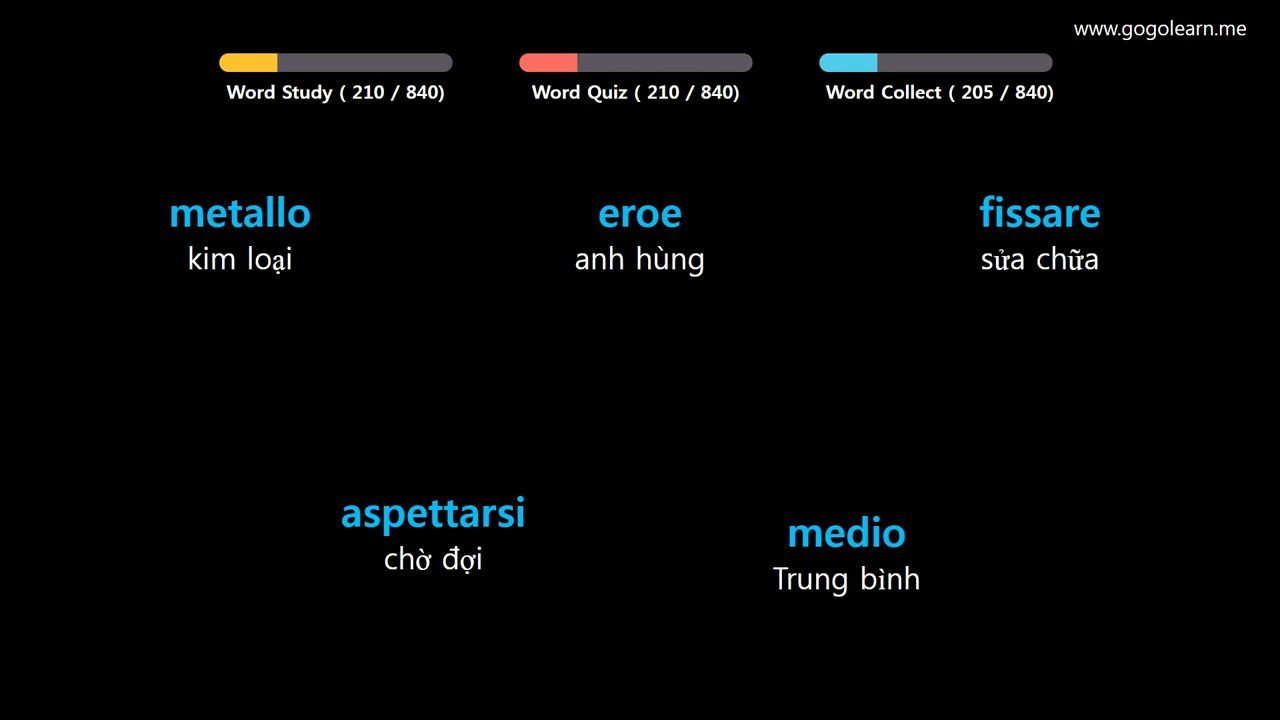 www.gogolearn.me
Word Study ( 210 / 840)
Word Quiz ( 210 / 840)
Word Collect ( 205 / 840)
metallo
kim loại
eroe
anh hùng
fissare
sửa chữa
aspettarsi
chờ đợi
medio
Trung bình